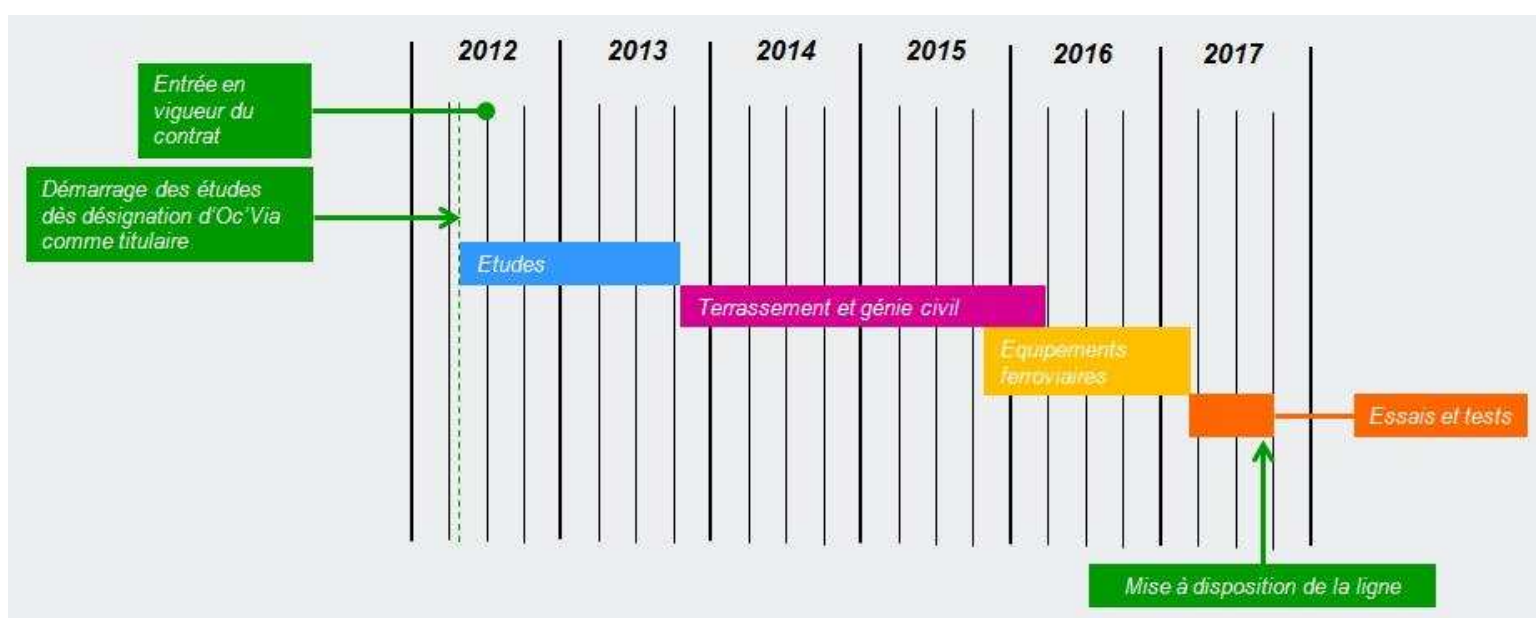 2012 2013 2014 2015 2016 2017
Entrée en
vigueur du
contrat
Démarrage des études
dès désignation d'Oc'Via
comme titulaire
Etudes
Terrassement et génie civil
Equipements
ferroviaires
Essais et tests
Mise à disposition de la ligne